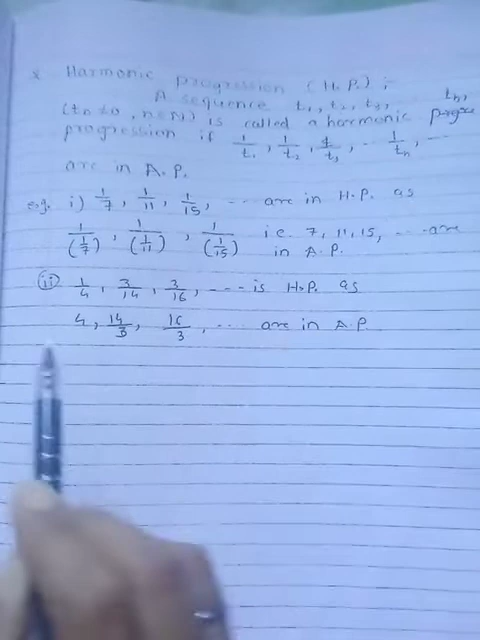 x Harmonic progression (H.P.) :-
A sequence t₁, t₂, t₃, tₙ,
(tₙ ≠ 0, n ∈ N) is called a harmonic progre
progression if 1/t₁, 1/t₂, 1/t₃, ... 1/tₙ, ...
are in A.P.
e.g. i) 1/7, 1/11, 1/15, ... are in H.P. as
1/(1/7), 1/(1/11), 1/(1/15) i.e. 7, 11, 15, ... are
in A.P.
(ii) 1/4, 3/14, 3/16, ... is H.P. as
4, 14/3, 16/3, ... are in A.P.